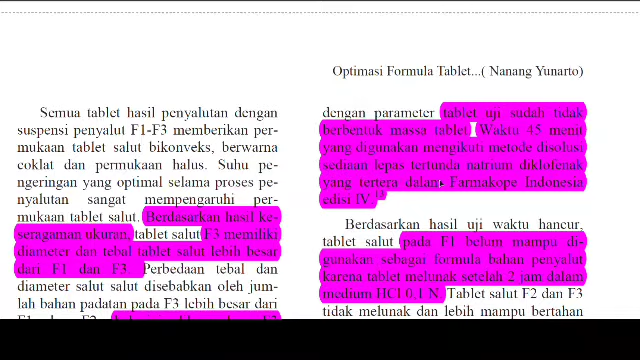 Optimasi Formula Tablet...( Nanang Yunarto)
Semua tablet hasil penyalutan dengan
suspensi penyalut F1-F3 memberikan per-
mukaan tablet salut bikonveks, berwarna
coklat dan permukaan halus. Suhu pe-
ngeringan yang optimal selama proses pe-
nyalutan sangat mempengaruhi per-
mukaan tablet salut. Berdasarkan hasil ke-
seragaman ukuran, tablet salut F3 memiliki
diameter dan tebal tablet salut lebih besar
dari F1 dan F3. Perbedaan tebal dan
diameter salut salut disebabkan oleh jum-
lah bahan padatan pada F3 lebih besar dari
dengan parameter tablet uji sudah tidak
berbentuk massa tablet. Waktu 45 menit
yang digunakan mengikuti metode disolusi
sediaan lepas tertunda natrium diklofenak
yang tertera dalam Farmakope Indonesia
edisi IV.
Berdasarkan hasil uji waktu hancur,
tablet salut pada F1 belum mampu di-
gunakan sebagai formula bahan penyalut
karena tablet melunak setelah 2 jam dalam
medium HCl 0,1 N. Tablet salut F2 dan F3
tidak melunak dan lebih mampu bertahan